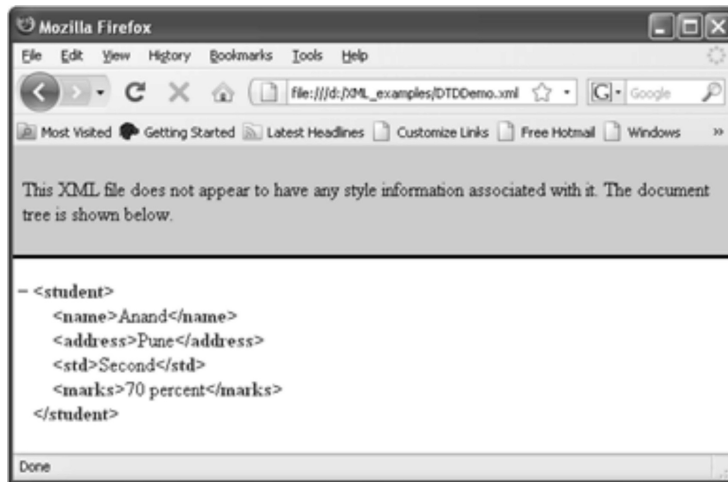 Mozilla Firefox
File Edit View History Bookmarks Tools Help
file:///d:/XML_examples/DTDDemo.xml G Google
Most Visited Getting Started Latest Headlines Customize Links Free Hotmail Windows »
This XML file does not appear to have any style information associated with it. The document
tree is shown below.
− <student>
<name>Anand</name>
<address>Pune</address>
<std>Second</std>
<marks>70 percent</marks>
</student>
Done